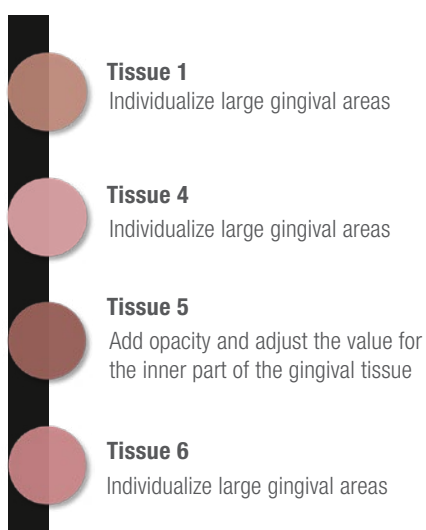 Tissue 1
Individualize large gingival areas
Tissue 4
Individualize large gingival areas
Tissue 5
Add opacity and adjust the value for
the inner part of the gingival tissue
Tissue 6
Individualize large gingival areas